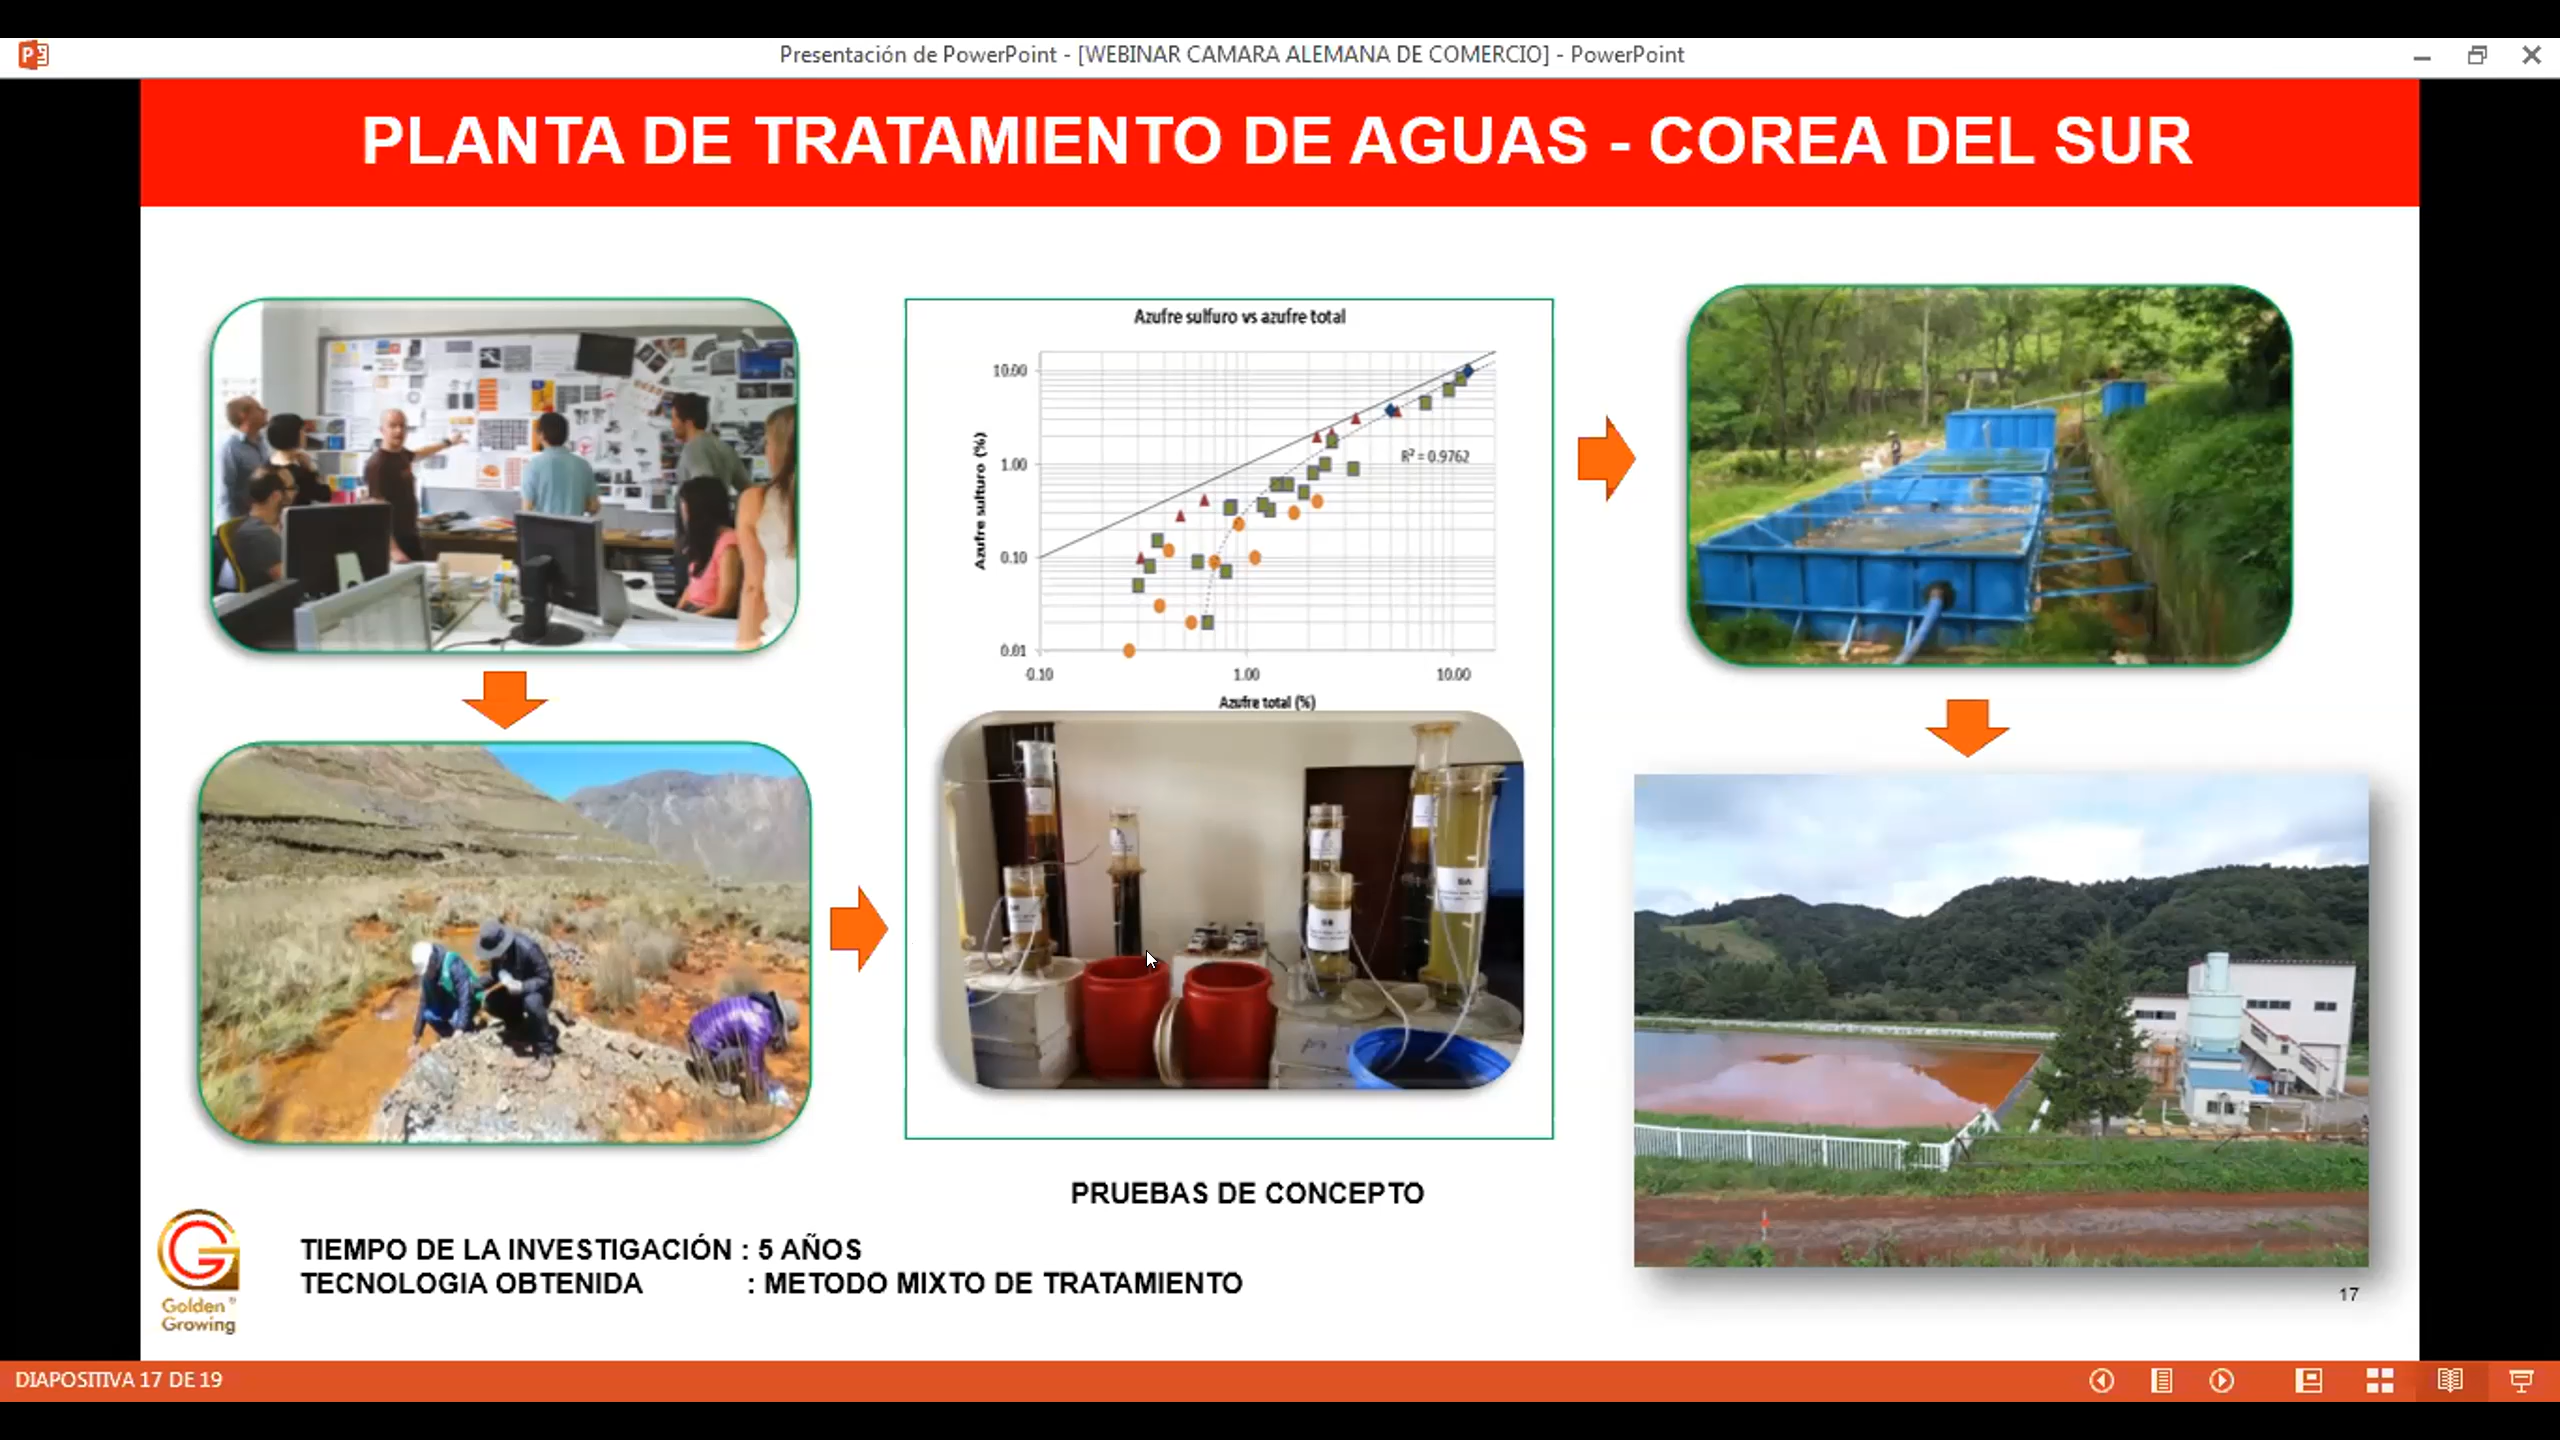 Presentación de PowerPoint - [WEBINAR CAMARA ALEMANA DE COMERCIO] - PowerPoint
PLANTA DE TRATAMIENTO DE AGUAS - COREA DEL SUR
Azufre sulfuro vs azufre total
Azufre sulfuro (%)
10.00
1.00
0.10
0.01
R² = 0.9762
0.10
1.00
10.00
Azufre total (%)
PRUEBAS DE CONCEPTO
TIEMPO DE LA INVESTIGACIÓN : 5 AÑOS
TECNOLOGIA OBTENIDA : METODO MIXTO DE TRATAMIENTO
Golden
Growing
17
DIAPOSITIVA 17 DE 19